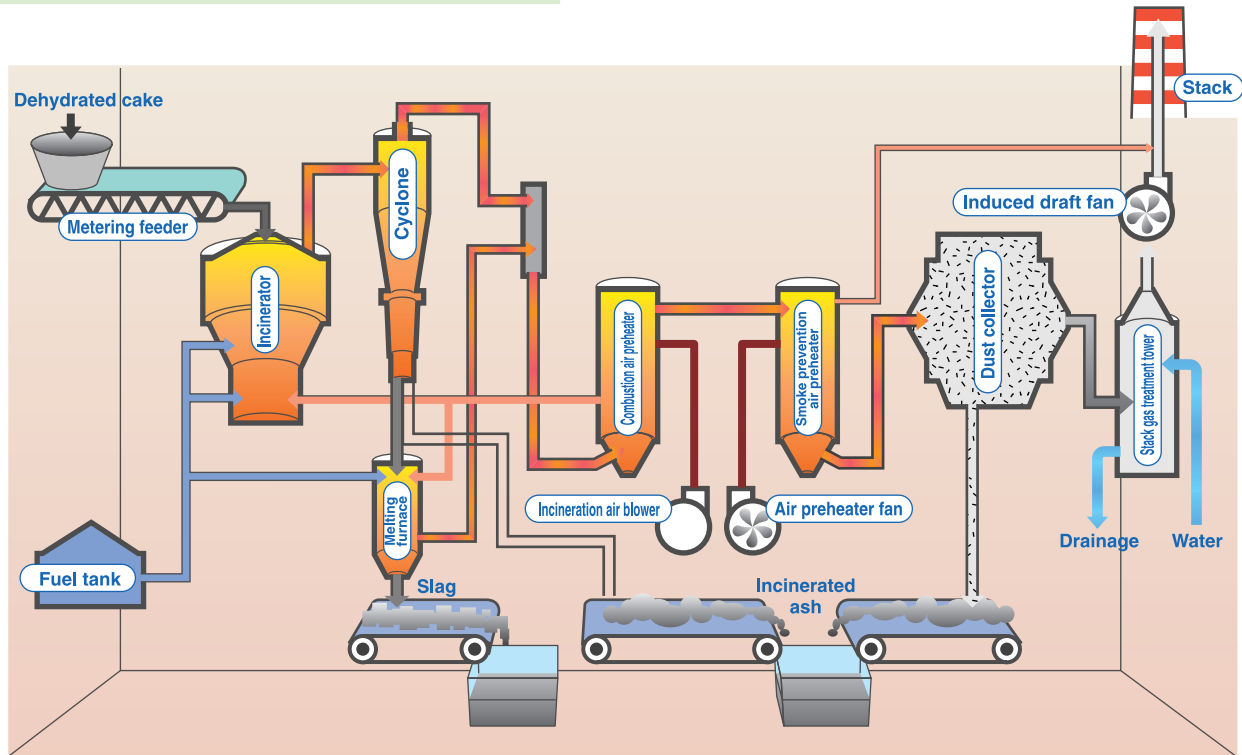 Dehydrated cake
Metering feeder
Incinerator
Cyclone
Stack
Induced draft fan
Combustion air preheater
Smoke prevention
air preheater
Dust collector
Stack gas treatment tower
Melting
furnace
Incineration air blower
Air preheater fan
Drainage
Water
Fuel tank
Slag
Incinerated
ash